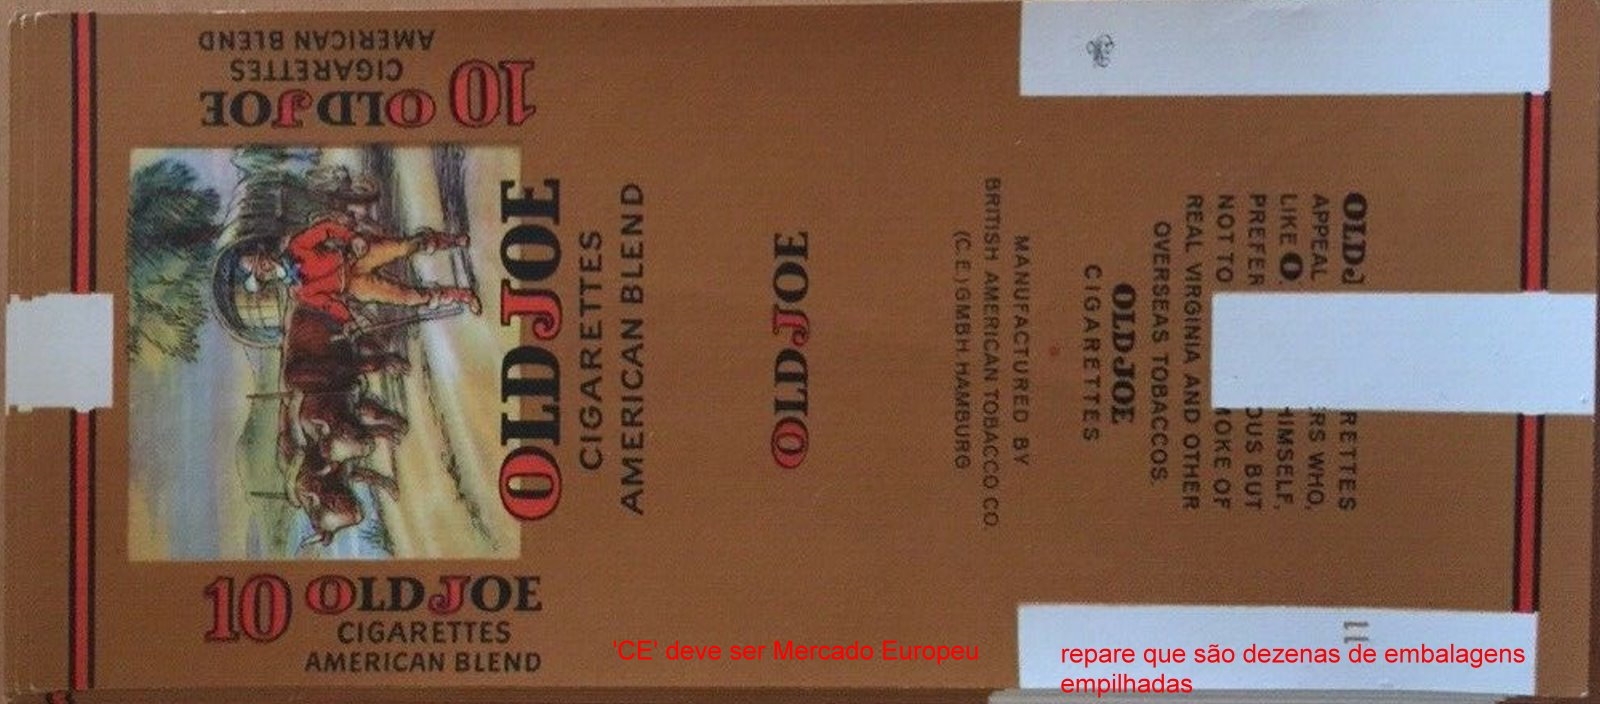 10 OLD JOE
CIGARETTES
AMERICAN BLEND
OLD JOE
CIGARETTES
AMERICAN BLEND
10 OLD JOE
CIGARETTES
AMERICAN BLEND
OLD JOE
MANUFACTURED BY
BRITISH AMERICAN TOBACCO CO.
(C.E.) GMBH HAMBURG
OLD J RETTES
APPEAL ERS WHO,
LIKE O. HIMSELF,
PREFER OUS BUT
NOT TO MOKE OF
REAL VIRGINIA AND OTHER
OVERSEAS TOBACCOS.
OLD JOE
CIGARETTES
11
'CE' deve ser Mercado Europeu
repare que são dezenas de embalagens
empilhadas